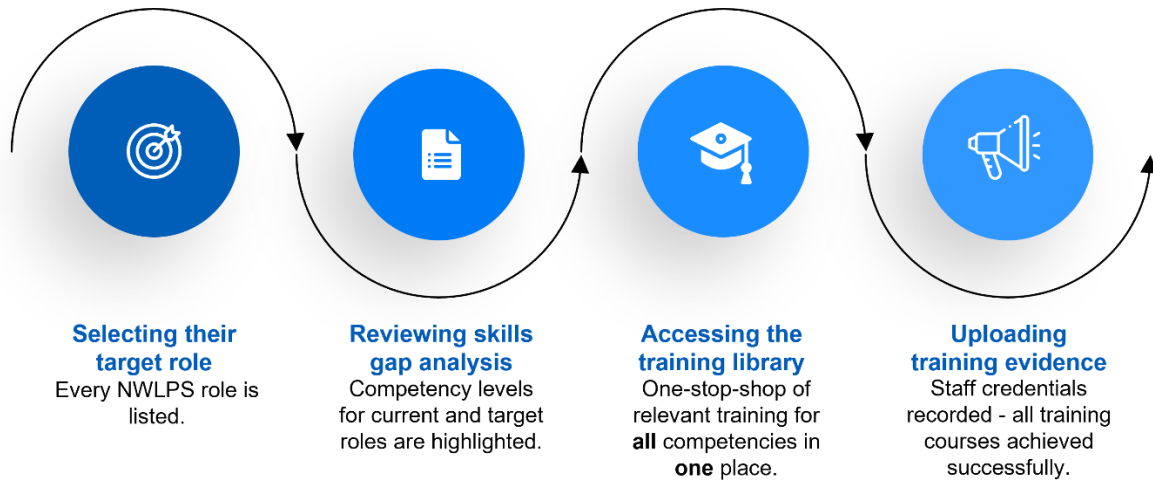 Selecting their
target role
Every NWLPS role is
listed.
Reviewing skills
gap analysis
Competency levels
for current and target
roles are highlighted.
Accessing the
training library
One-stop-shop of
relevant training for
all competencies in
one place.
Uploading
training evidence
Staff credentials
recorded - all training
courses achieved
successfully.